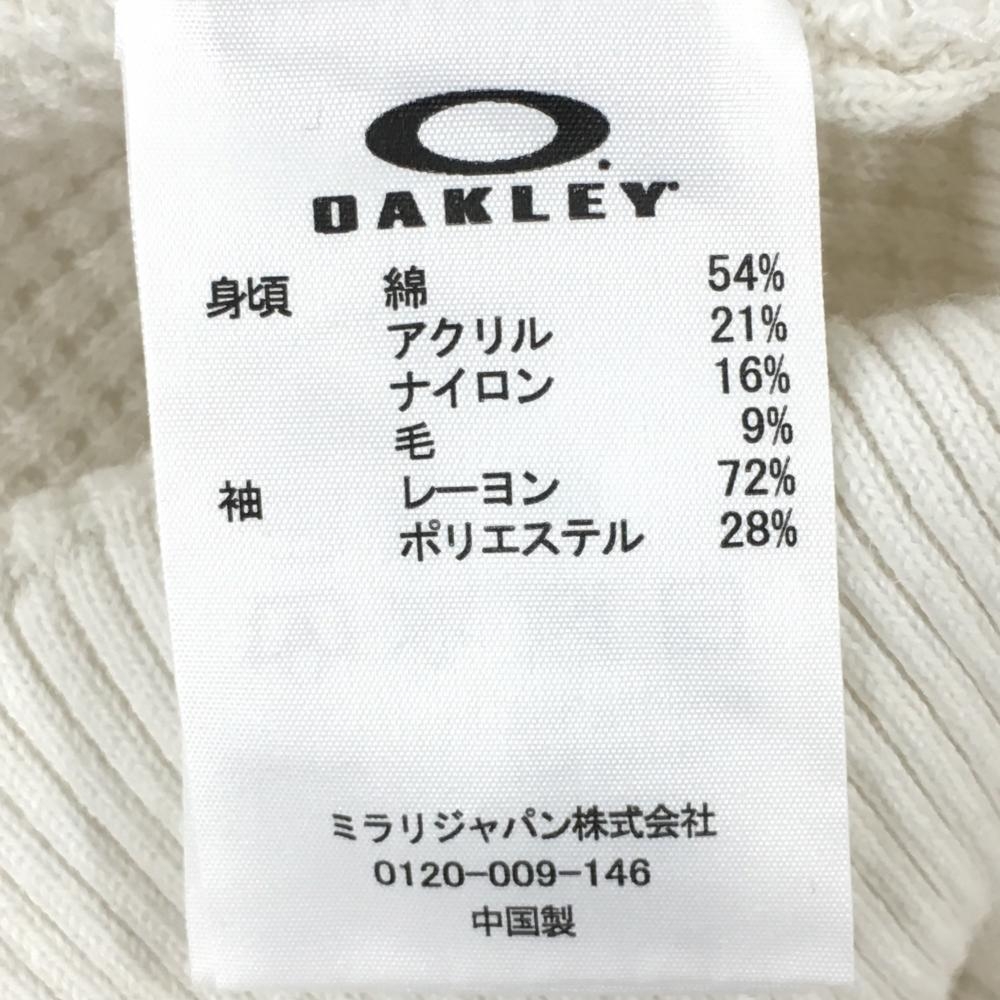 OAKLEY
身頃 綿 54%
アクリル 21%
ナイロン 16%
毛 9%
袖 レーヨン 72%
ポリエステル 28%
ミラリジャパン株式会社
0120-009-146
中国製